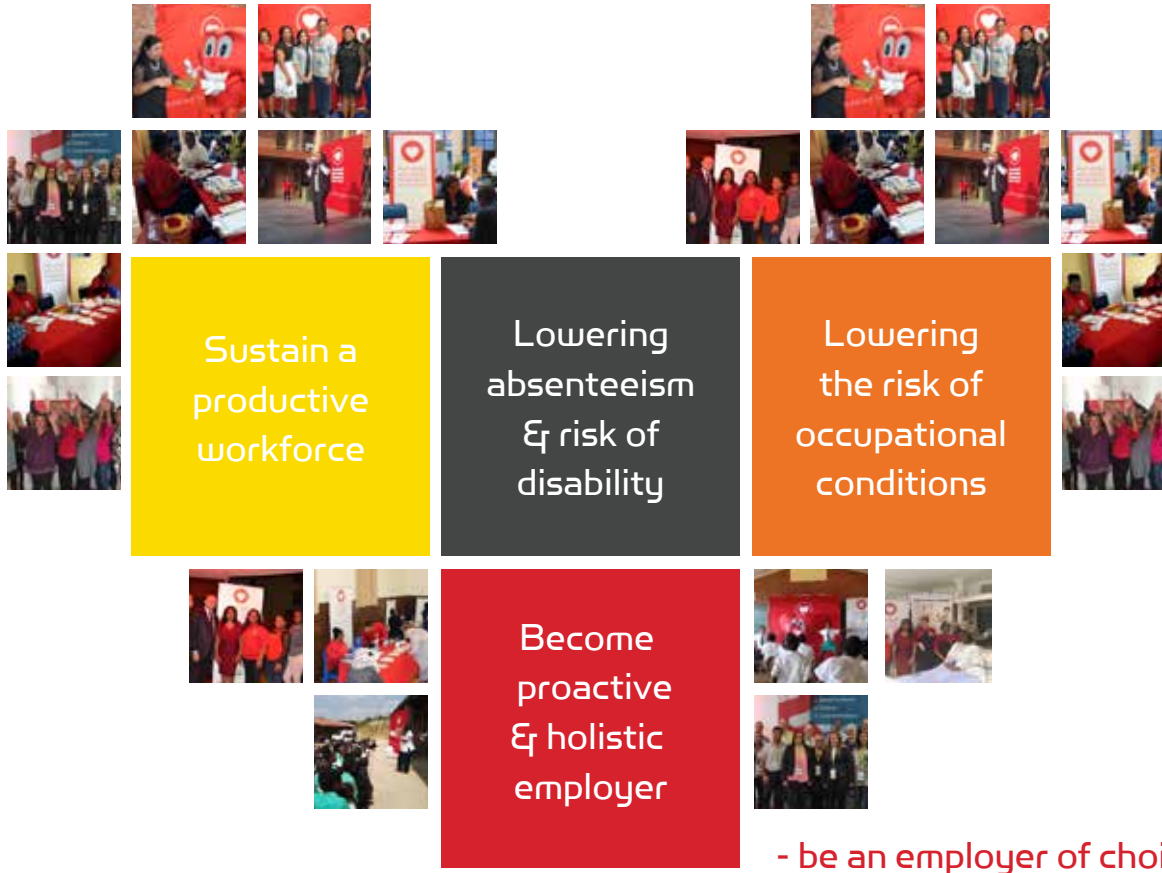 Sustain a
productive
workforce
Lowering
absenteeism
& risk of
disability
Lowering
the risk of
occupational
conditions
Become
proactive
& holistic
employer
- be an employer of choi